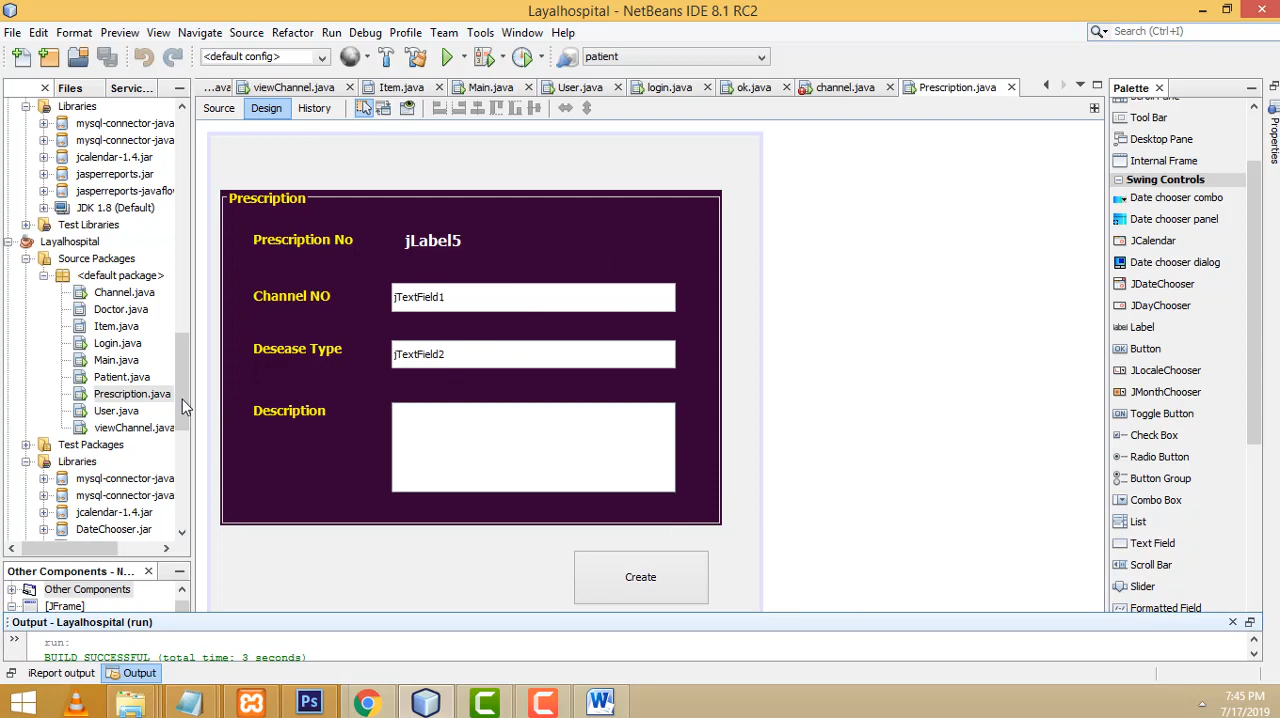 Layalhospital - NetBeans IDE 8.1 RC2
File Edit Format Preview View Navigate Source Refactor Run Debug Profile Team Tools Window Help
Search (Ctrl+I)
<default config> patient
Files Servic...
...ava viewChannel.java Item.java Main.java User.java login.java ok.java channel.java Prescription.java
Source Design History
Libraries
mysql-connector-java
mysql-connector-java
jcalendar-1.4.jar
jasperreports.jar
jasperreports-javaflow
JDK 1.8 (Default)
Test Libraries
Layalhospital
Source Packages
<default package>
Channel.java
Doctor.java
Item.java
Login.java
Main.java
Patient.java
Prescription.java
User.java
viewChannel.java
Test Packages
Libraries
mysql-connector-java
mysql-connector-java
jcalendar-1.4.jar
DateChooser.jar
Other Components - N...
Other Components
[JFrame]
Prescription
Prescription No jLabel5
Channel NO jTextField1
Desease Type jTextField2
Description
Create
Palette
Tool Bar
Desktop Pane
Internal Frame
Swing Controls
Date chooser combo
Date chooser panel
JCalendar
Date chooser dialog
JDateChooser
JDayChooser
Label
OK Button
JLocaleChooser
JMonthChooser
Toggle Button
Check Box
Radio Button
Button Group
Combo Box
List
Text Field
Scroll Bar
Slider
Formatted Field
Properties
Output - Layalhospital (run)
run:
BUILD SUCCESSFUL (total time: 3 seconds)
iReport output Output
Ps
7:45 PM
7/17/2019